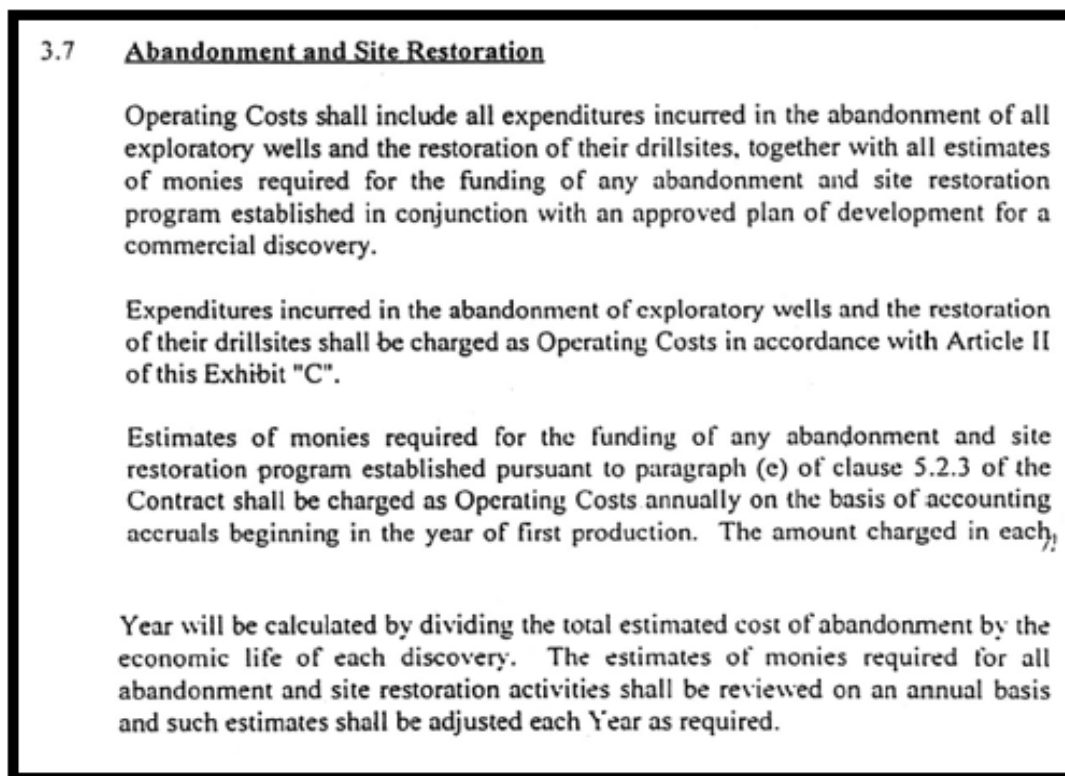 3.7 Abandonment and Site Restoration
Operating Costs shall include all expenditures incurred in the abandonment of all
exploratory wells and the restoration of their drillsites, together with all estimates
of monies required for the funding of any abandonment and site restoration
program established in conjunction with an approved plan of development for a
commercial discovery.
Expenditures incurred in the abandonment of exploratory wells and the restoration
of their drillsites shall be charged as Operating Costs in accordance with Article II
of this Exhibit "C".
Estimates of monies required for the funding of any abandonment and site
restoration program established pursuant to paragraph (e) of clause 5.2.3 of the
Contract shall be charged as Operating Costs annually on the basis of accounting
accruals beginning in the year of first production. The amount charged in each
Year will be calculated by dividing the total estimated cost of abandonment by the
economic life of each discovery. The estimates of monies required for all
abandonment and site restoration activities shall be reviewed on an annual basis
and such estimates shall be adjusted each Year as required.